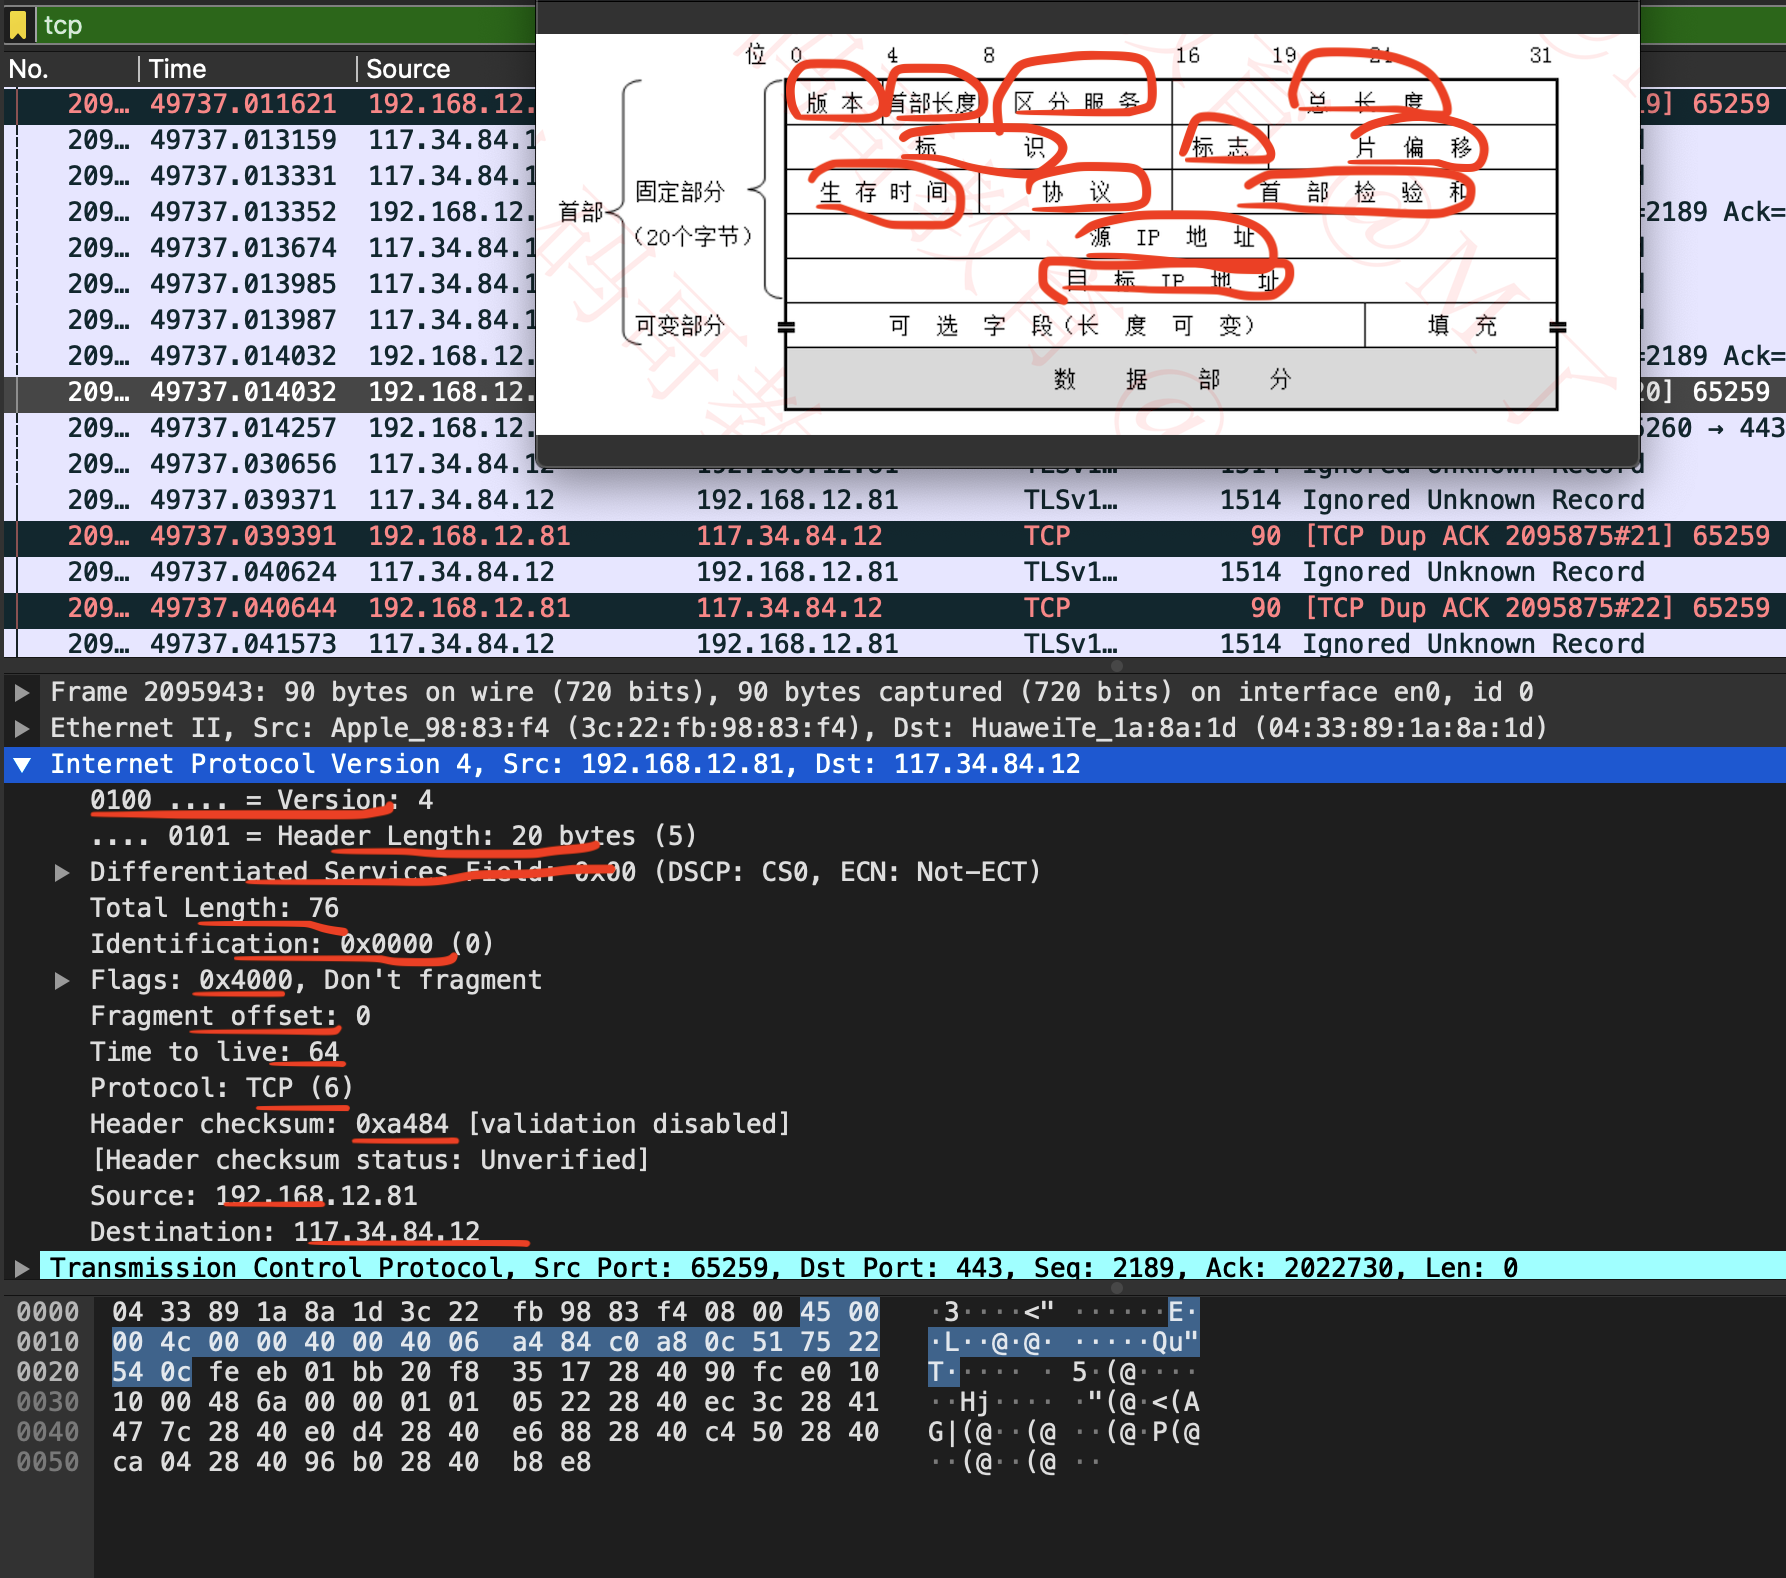 tcp
No. Time Source
209… 49737.011621 192.168.12. 9] 65259
209… 49737.013159 117.34.84.1
209… 49737.013331 117.34.84.1
209… 49737.013352 192.168.12. =2189 Ack=
209… 49737.013674 117.34.84.1
209… 49737.013985 117.34.84.1
209… 49737.013987 117.34.84.1
209… 49737.014032 192.168.12. =2189 Ack=
209… 49737.014032 192.168.12. 20] 65259
209… 49737.014257 192.168.12. 5260 → 443
209… 49737.030656 117.34.84.12 192.168.12.81 TLSv1… 1514 Ignored Unknown Record
209… 49737.039371 117.34.84.12 192.168.12.81 TLSv1… 1514 Ignored Unknown Record
209… 49737.039391 192.168.12.81 117.34.84.12 TCP 90 [TCP Dup ACK 2095875#21] 65259
209… 49737.040624 117.34.84.12 192.168.12.81 TLSv1… 1514 Ignored Unknown Record
209… 49737.040644 192.168.12.81 117.34.84.12 TCP 90 [TCP Dup ACK 2095875#22] 65259
209… 49737.041573 117.34.84.12 192.168.12.81 TLSv1… 1514 Ignored Unknown Record
位 0 4 8 16 19 24 31
版本 首部长度 区分服务 总长度
标识 标志 片偏移
生存时间 协议 首部检验和
源 IP 地址
目标 IP 地址
可选字段(长度可变) 填充
数据部分
首部
固定部分
(20个字节)
可变部分
Frame 2095943: 90 bytes on wire (720 bits), 90 bytes captured (720 bits) on interface en0, id 0
Ethernet II, Src: Apple_98:83:f4 (3c:22:fb:98:83:f4), Dst: HuaweiTe_1a:8a:1d (04:33:89:1a:8a:1d)
Internet Protocol Version 4, Src: 192.168.12.81, Dst: 117.34.84.12
0100 .... = Version: 4
.... 0101 = Header Length: 20 bytes (5)
Differentiated Services Field: 0x00 (DSCP: CS0, ECN: Not-ECT)
Total Length: 76
Identification: 0x0000 (0)
Flags: 0x4000, Don't fragment
Fragment offset: 0
Time to live: 64
Protocol: TCP (6)
Header checksum: 0xa484 [validation disabled]
[Header checksum status: Unverified]
Source: 192.168.12.81
Destination: 117.34.84.12
Transmission Control Protocol, Src Port: 65259, Dst Port: 443, Seq: 2189, Ack: 2022730, Len: 0
0000 04 33 89 1a 8a 1d 3c 22 fb 98 83 f4 08 00 45 00 ·3····<" ······E·
0010 00 4c 00 00 40 00 40 06 a4 84 c0 a8 0c 51 75 22 ·L··@·@· ·····Qu"
0020 54 0c fe eb 01 bb 20 f8 35 17 28 40 90 fc e0 10 T····· · 5·(@····
0030 10 00 48 6a 00 00 01 01 05 22 28 40 ec 3c 28 41 ··Hj···· ·"(@·<(A
0040 47 7c 28 40 e0 d4 28 40 e6 88 28 40 c4 50 28 40 G|(@··(@ ··(@·P(@
0050 ca 04 28 40 96 b0 28 40 b8 e8 ··(@··(@ ··